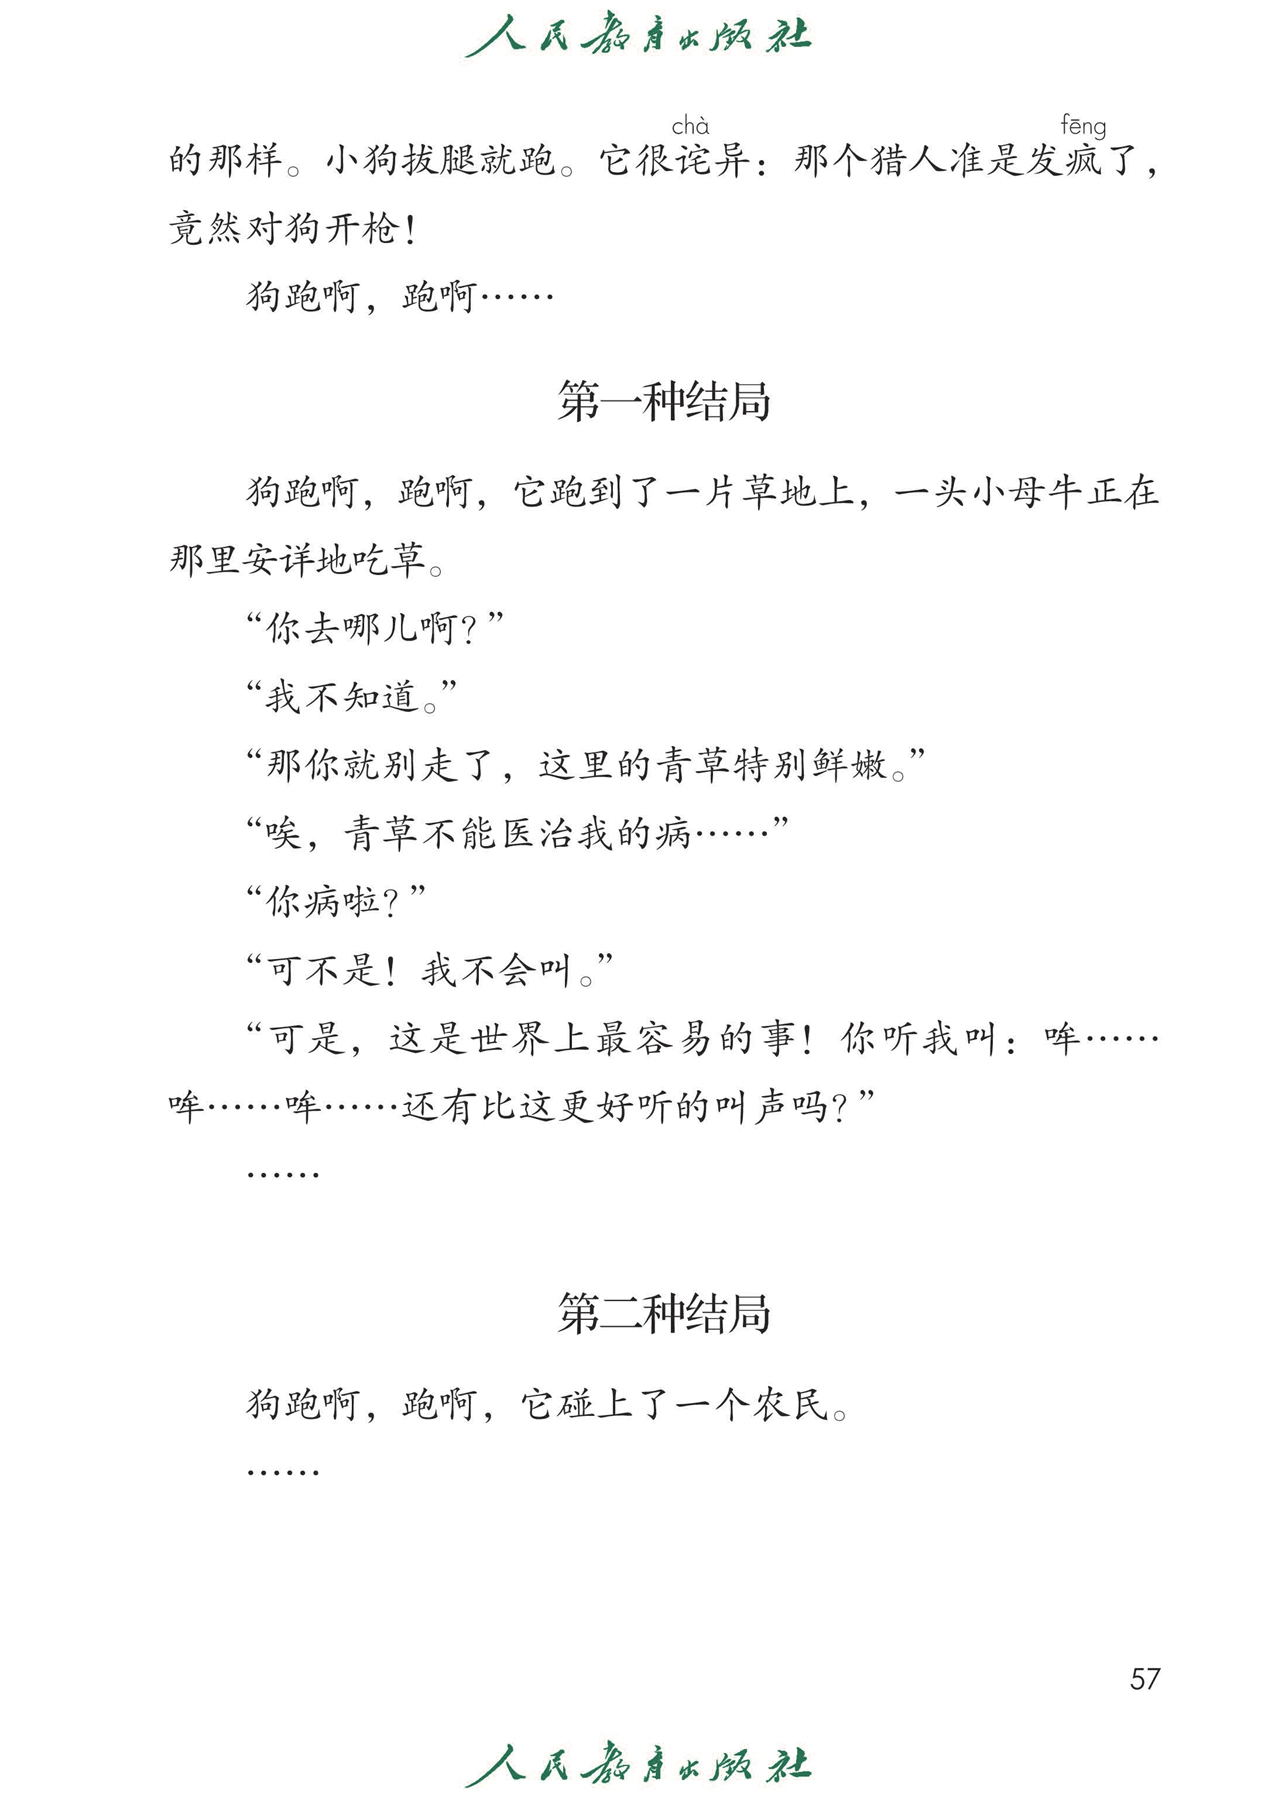 人民教育出版社
chà fēng
的那样。小狗拔腿就跑。它很诧异：那个猎人准是发疯了，
竟然对狗开枪！
狗跑啊，跑啊……
第一种结局
狗跑啊，跑啊，它跑到了一片草地上，一头小母牛正在
那里安详地吃草。
“你去哪儿啊？”
“我不知道。”
“那你就别走了，这里的青草特别鲜嫩。”
“唉，青草不能医治我的病……”
“你病啦？”
“可不是！我不会叫。”
“可是，这是世界上最容易的事！你听我叫：哞……
哞……哞……还有比这更好听的叫声吗？”
……
第二种结局
狗跑啊，跑啊，它碰上了一个农民。
……
57
人民教育出版社